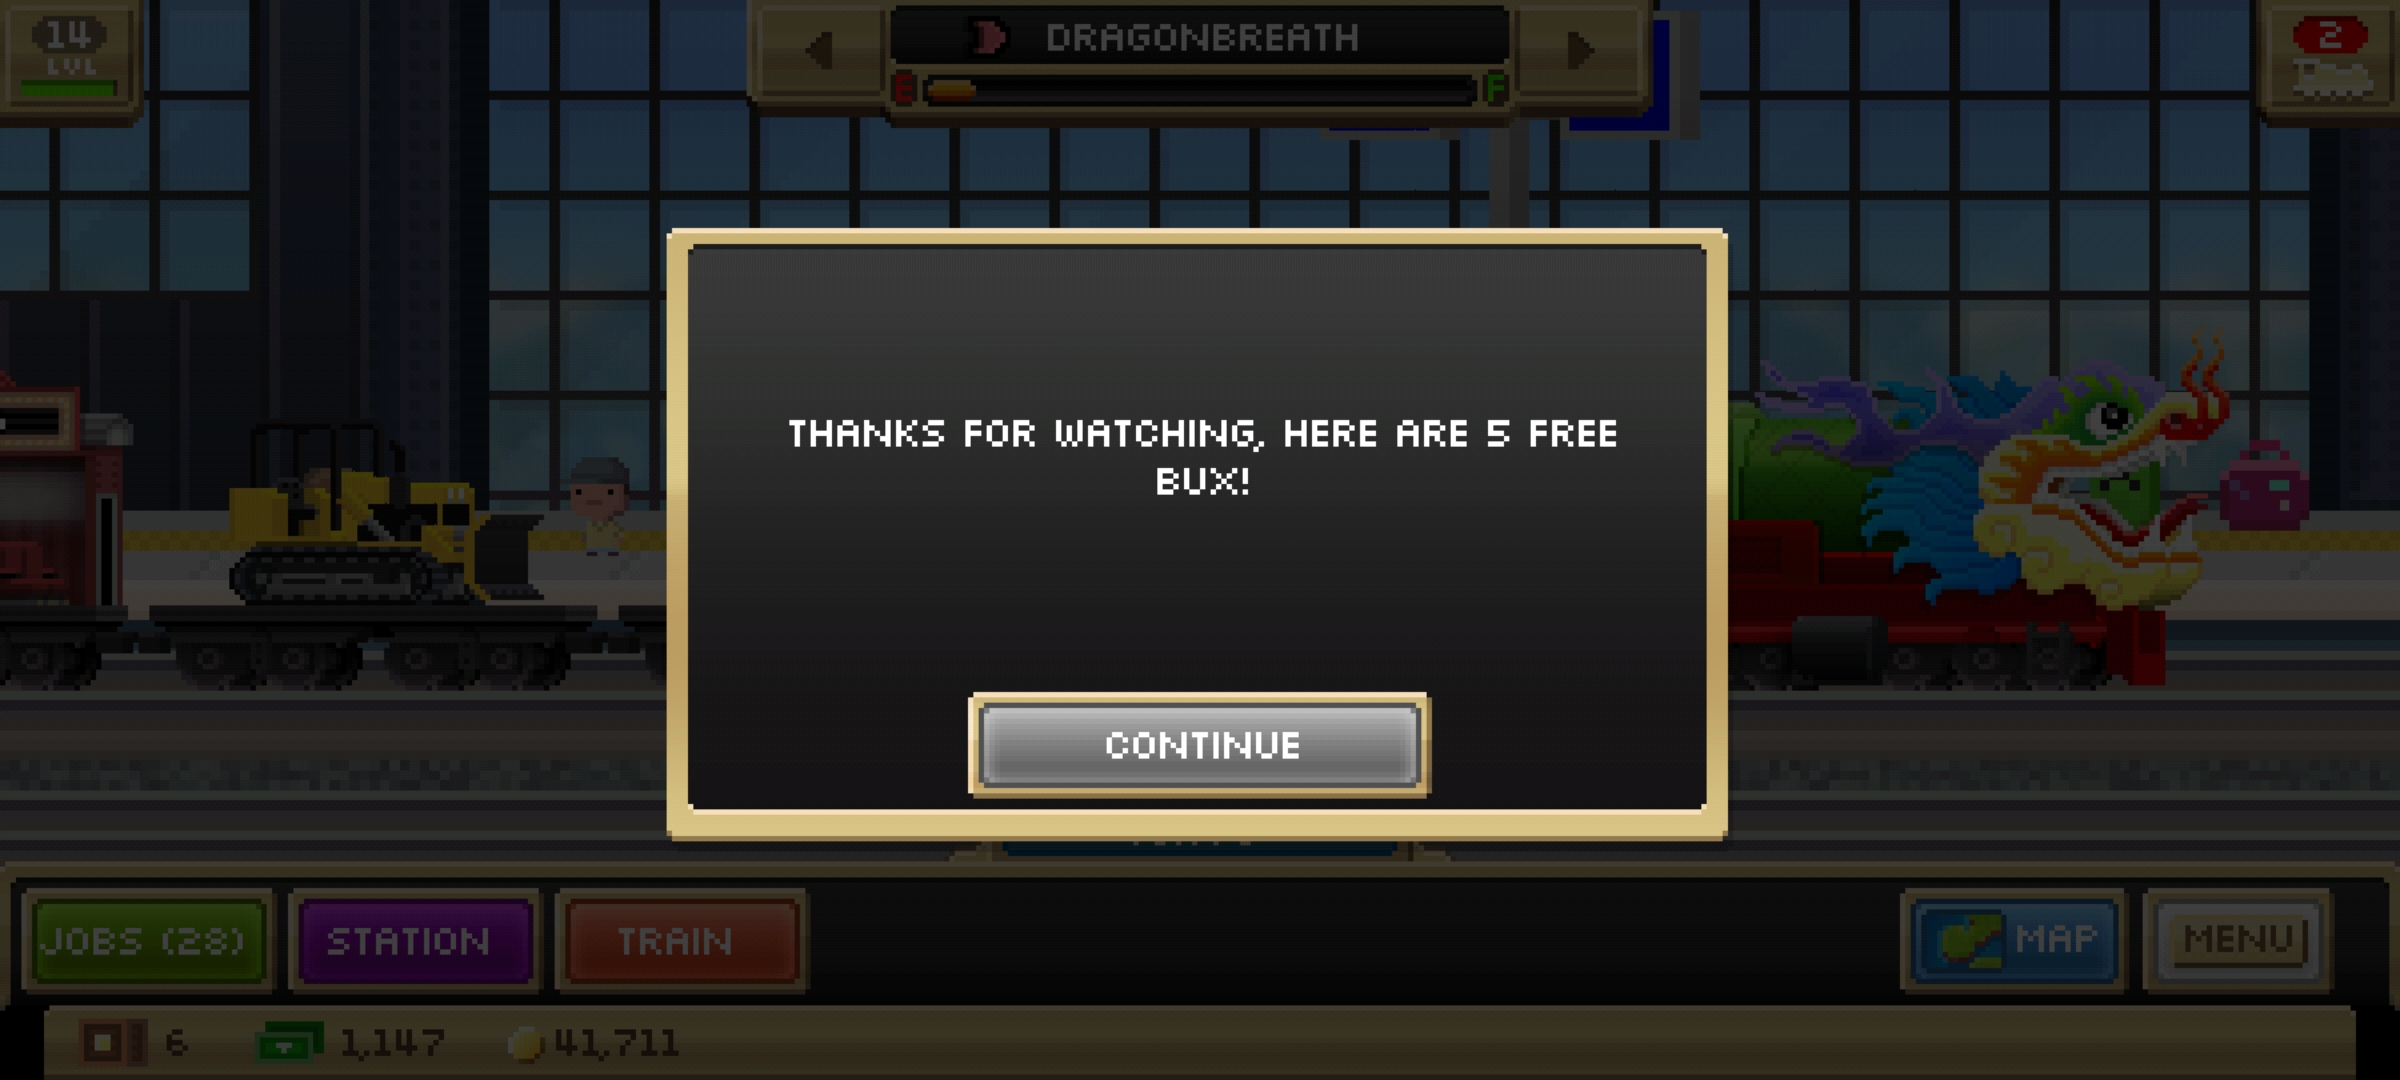 14
LVL
DRAGONBREATH
E
F
2
THANKS FOR WATCHING, HERE ARE 5 FREE
BUX!
CONTINUE
JOBS (28)
STATION
TRAIN
MAP
MENU
6
1,147
41,711